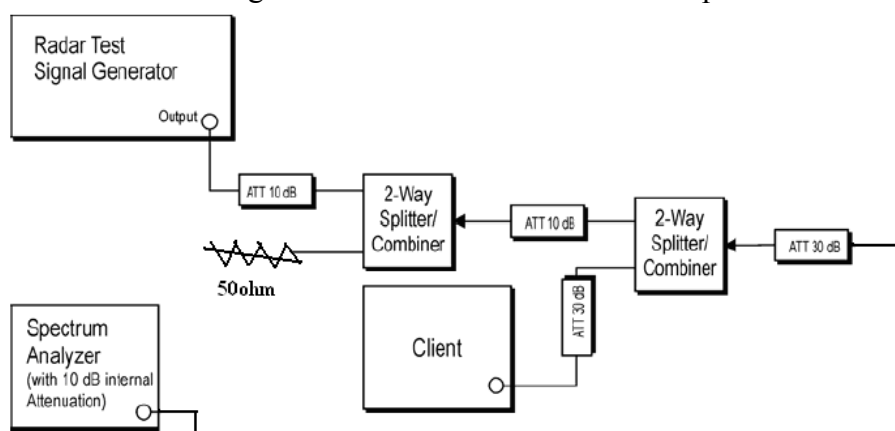 Radar Test
Signal Generator
Output
ATT 10 dB
2-Way
Splitter/
Combiner
ATT 10 dB
2-Way
Splitter/
Combiner
ATT 30 dB
50ohm
ATT 30 dB
Client
Spectrum
Analyzer
(with 10 dB internal
Attenuation)